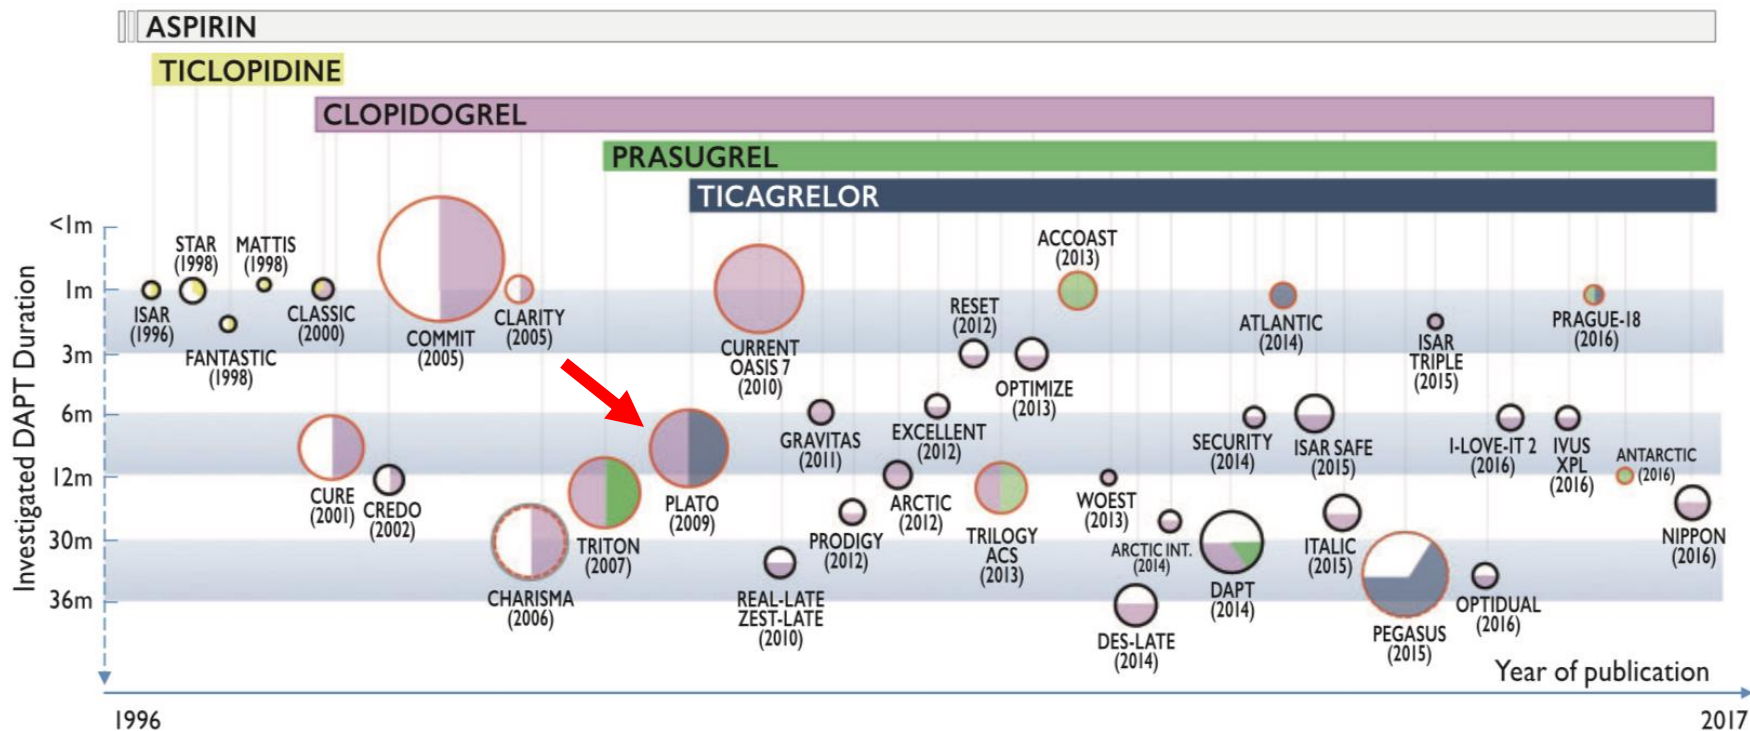 ASPIRIN
TICLOPIDINE
CLOPIDOGREL
PRASUGREL
TICAGRELOR
Investigated DAPT Duration
<1m
1m
3m
6m
12m
30m
36m
ISAR
(1996)
STAR
(1998)
FANTASTIC
(1998)
MATTIS
(1998)
CLASSIC
(2000)
CURE
(2001)
CREDO
(2002)
COMMIT
(2005)
CLARITY
(2005)
CHARISMA
(2006)
TRITON
(2007)
PLATO
(2009)
CURRENT
OASIS 7
(2010)
REAL-LATE
ZEST-LATE
(2010)
GRAVITAS
(2011)
PRODIGY
(2012)
ARCTIC
(2012)
EXCELLENT
(2012)
RESET
(2012)
TRILOGY
ACS
(2013)
OPTIMIZE
(2013)
ACCOAST
(2013)
WOEST
(2013)
DES-LATE
(2014)
ARCTIC INT.
(2014)
DAPT
(2014)
SECURITY
(2014)
ATLANTIC
(2014)
ISAR SAFE
(2015)
ITALIC
(2015)
PEGASUS
(2015)
ISAR
TRIPLE
(2015)
OPTIDUAL
(2016)
I-LOVE-IT 2
(2016)
IVUS
XPL
(2016)
PRAGUE-18
(2016)
ANTARCTIC
(2016)
NIPPON
(2016)
Year of publication
1996
2017